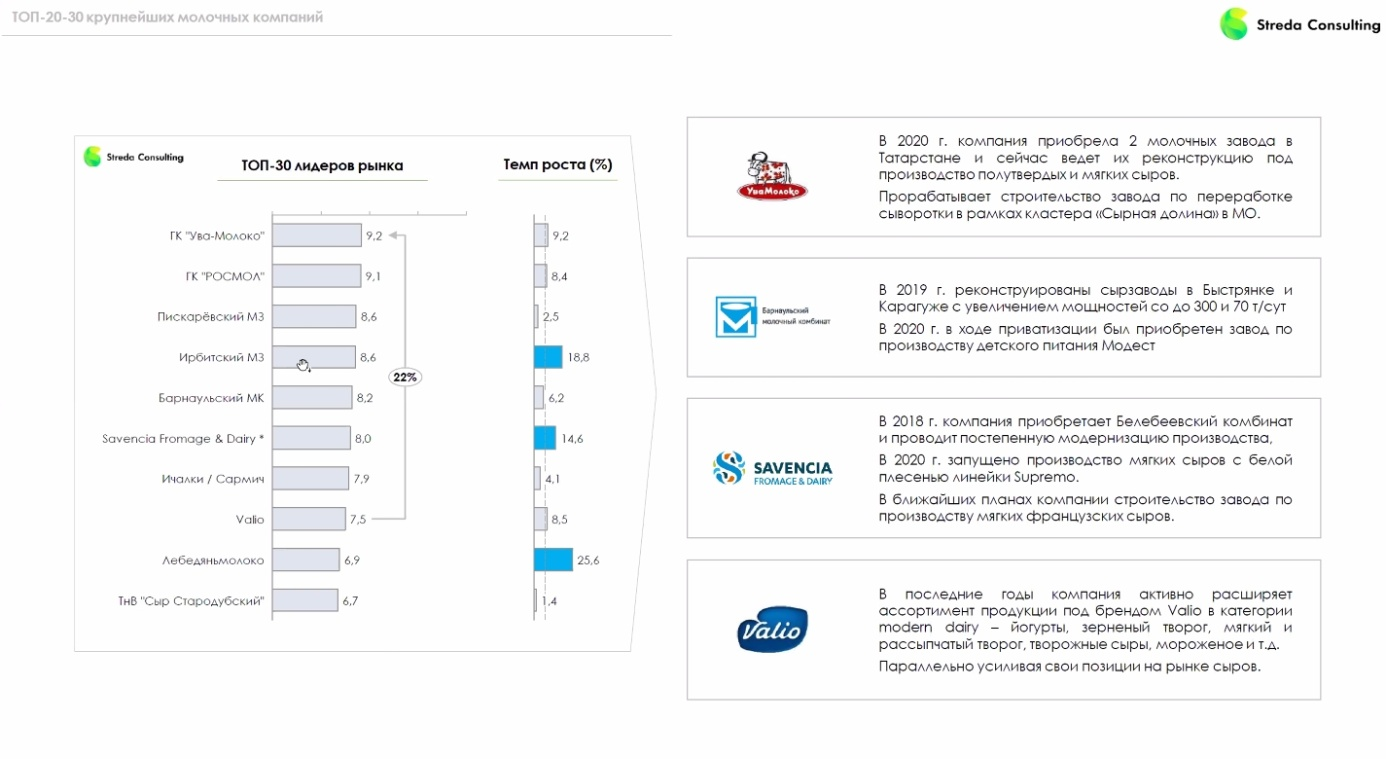 ТОП-20-30 крупнейших молочных компаний
Streda Consulting
Streda Consulting
ТОП-30 лидеров рынка
Темп роста (%)
ГК "Ува-Молоко" 9,2 9,2
ГК "РОСМОЛ" 9,1 8,4
Пискарёвский МЗ 8,6 2,5
Ирбитский МЗ 8,6 18,8
22%
Барнаульский МК 8,2 6,2
Savencia Fromage & Dairy * 8,0 14,6
Ичалки / Сармич 7,9 4,1
Valio 7,5 8,5
Лебедяньмолоко 6,9 25,6
ТнВ "Сыр Стародубский" 6,7 1,4
УваМолоко
В 2020 г. компания приобрела 2 молочных завода в
Татарстане и сейчас ведет их реконструкцию под
производство полутвердых и мягких сыров.
Прорабатывает строительство завода по переработке
сыворотки в рамках кластера «Сырная долина» в МО.
Барнаульский
молочный комбинат
В 2019 г. реконструированы сырзаводы в Быстрянке и
Карагуже с увеличением мощностей со до 300 и 70 т/сут
В 2020 г. в ходе приватизации был приобретен завод по
производству детского питания Модест
SAVENCIA
FROMAGE & DAIRY
В 2018 г. компания приобретает Белебеевский комбинат
и проводит постепенную модернизацию производства,
В 2020 г. запущено производство мягких сыров с белой
плесенью линейки Supremo.
В ближайших планах компании строительство завода по
производству мягких французских сыров.
Valio
В последние годы компания активно расширяет
ассортимент продукции под брендом Valio в категории
modern dairy – йогурты, зерненый творог, мягкий и
рассыпчатый творог, творожные сыры, мороженое и т.д.
Параллельно усиливая свои позиции на рынке сыров.